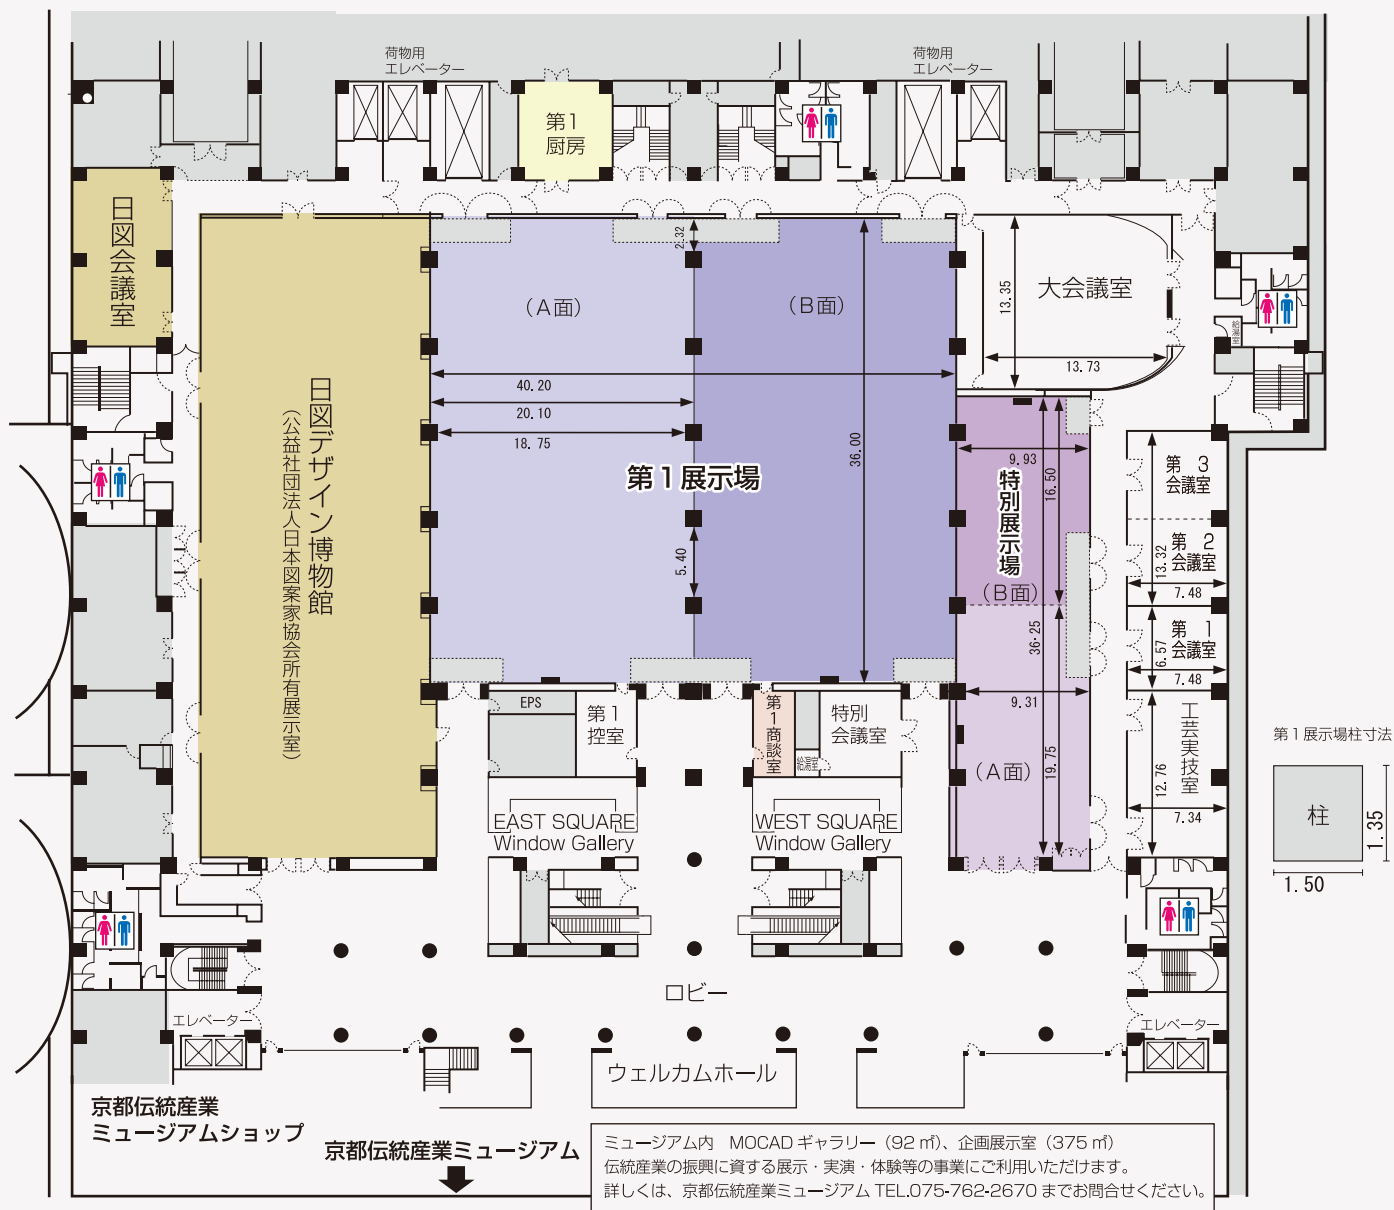 荷物用
エレベーター
荷物用
エレベーター
第1
厨房
日図会議室
2.32
(A面)
(B面)
13.35
大会議室
給湯室
13.73
40.20
20.10
18.75
36.00
日図デザイン博物館
(公益社団法人日本図案家協会所有展示室)
第1展示場
9.93
16.50
特別展示場
第3
会議室
第2
会議室
13.32
7.48
5.40
(B面)
36.25
第1
会議室
6.57
7.48
9.31
EPS
第1
控室
第1商談室
特別
会議室
給湯室
(A面)
19.75
工芸実技室
12.76
7.34
第1展示場柱寸法
柱
1.35
1.50
EAST SQUARE
Window Gallery
WEST SQUARE
Window Gallery
ロビー
エレベーター
エレベーター
ウェルカムホール
京都伝統産業
ミュージアムショップ
京都伝統産業ミュージアム
ミュージアム内 MOCADギャラリー(92㎡)、企画展示室(375㎡)
伝統産業の振興に資する展示・実演・体験等の事業にご利用いただけます。
詳しくは、京都伝統産業ミュージアム TEL.075-762-2670 までお問合せください。